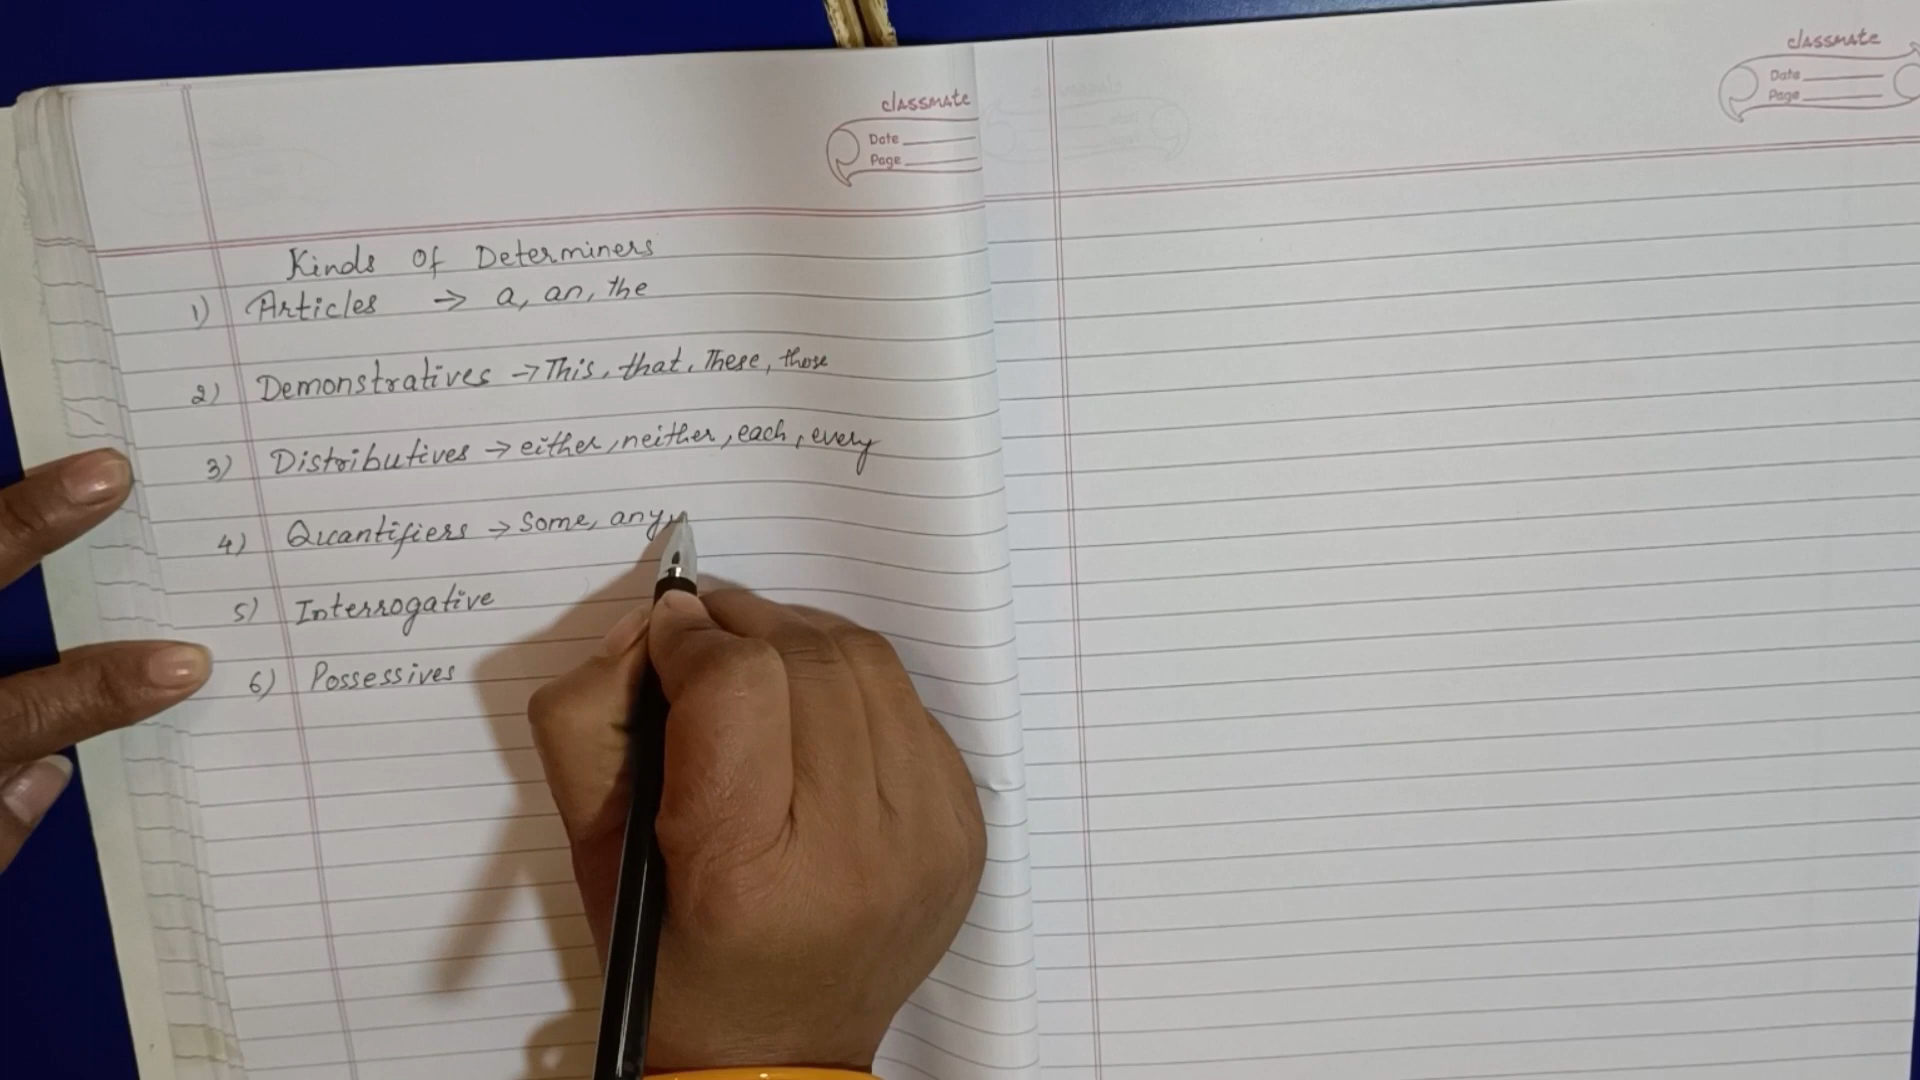 classmate
Date
Page
classmate
Date
Page
Kinds of Determiners
1) Articles → a, an, the
2) Demonstratives → This, that, These, those
3) Distributives → either, neither, each, every
4) Quantifiers → Some, any,
5) Interrogative
6) Possessives